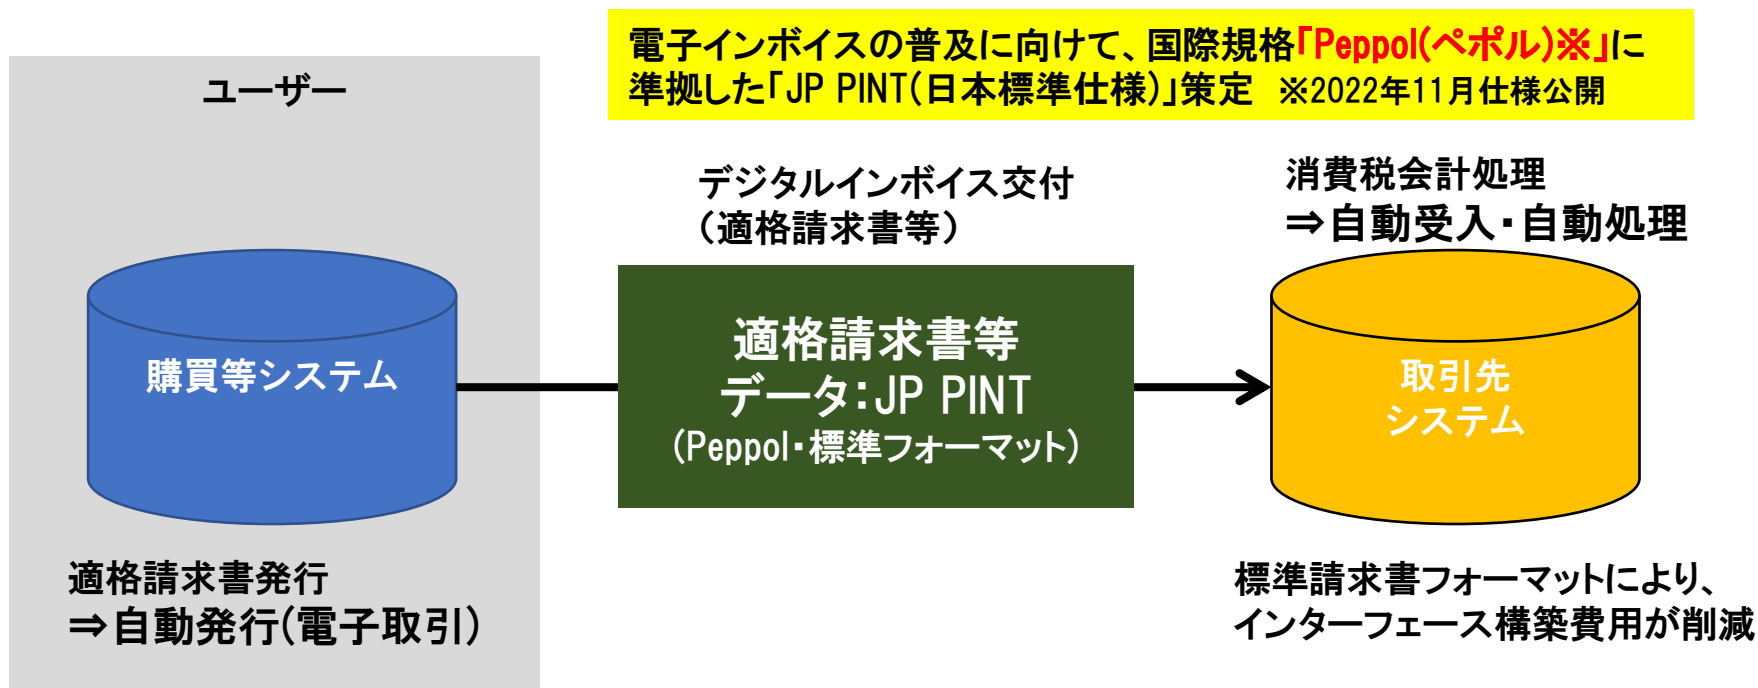 電子インボイスの普及に向けて、国際規格「Peppol(ペポル)※」に
準拠した「JP PINT(日本標準仕様)」策定 ※2022年11月仕様公開
ユーザー
デジタルインボイス交付
（適格請求書等）
消費税会計処理
⇒自動受入・自動処理
購買等システム
適格請求書等
データ：JP PINT
(Peppol・標準フォーマット)
取引先
システム
適格請求書発行
⇒自動発行(電子取引)
標準請求書フォーマットにより、
インターフェース構築費用が削減